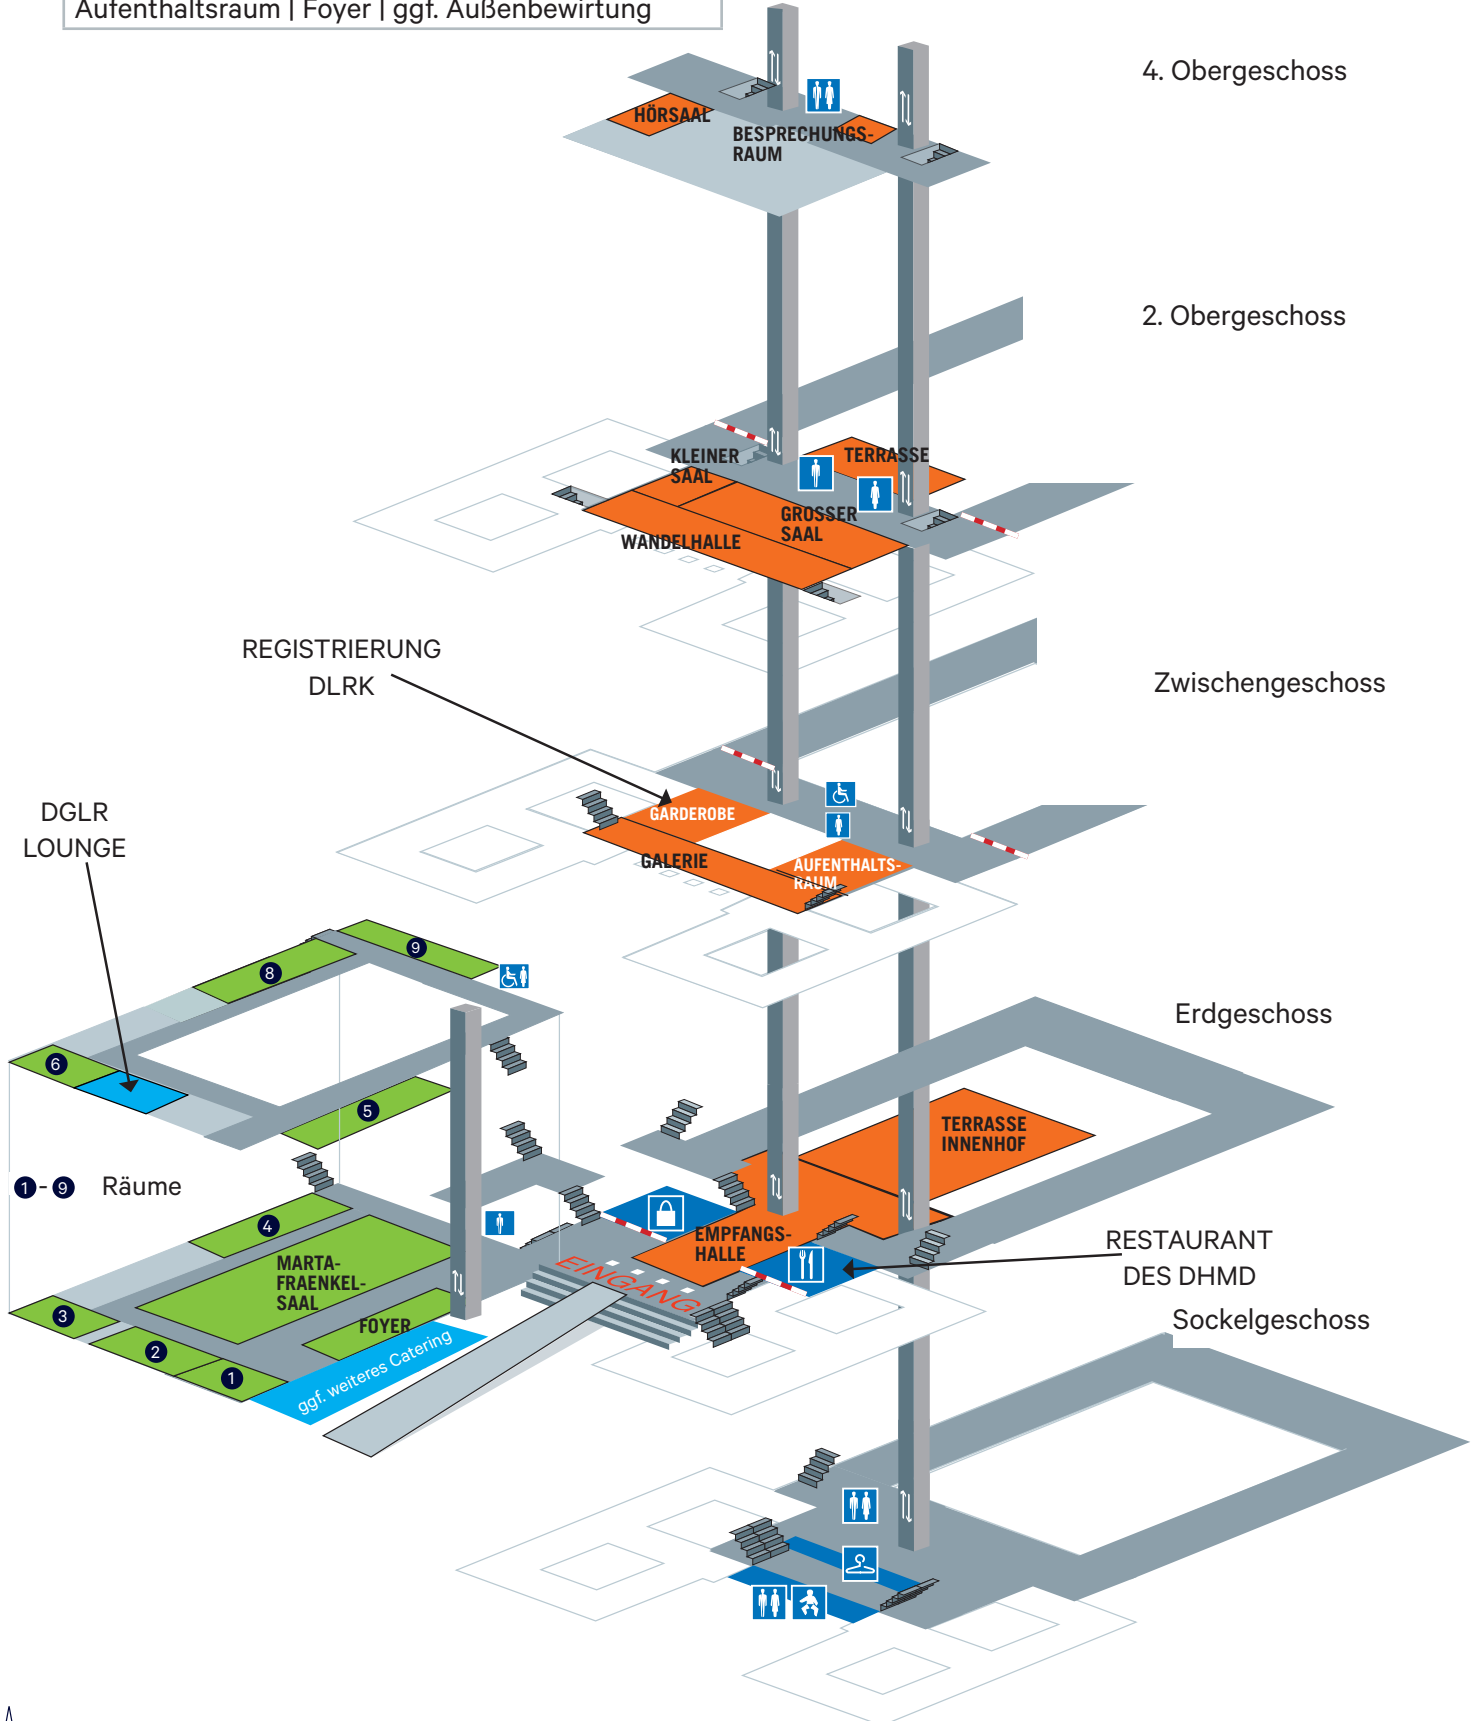 Aufenthaltsraum | Foyer | ggf. Außenbewirtung
4. Obergeschoss
HÖRSAAL
BESPRECHUNGS-
RAUM
2. Obergeschoss
KLEINER
SAAL
TERRASSE
GROSSER
SAAL
WANDELHALLE
REGISTRIERUNG
DLRK
Zwischengeschoss
GARDEROBE
GALERIE
AUFENTHALTS-
RAUM
DGLR
LOUNGE
9
8
6
5
Erdgeschoss
TERRASSE
INNENHOF
1 - 9 Räume
4
MARTA-
FRAENKEL-
SAAL
3
2
1
FOYER
ggf. weiteres Catering
EINGANG
EMPFANGS-
HALLE
RESTAURANT
DES DHMD
Sockelgeschoss